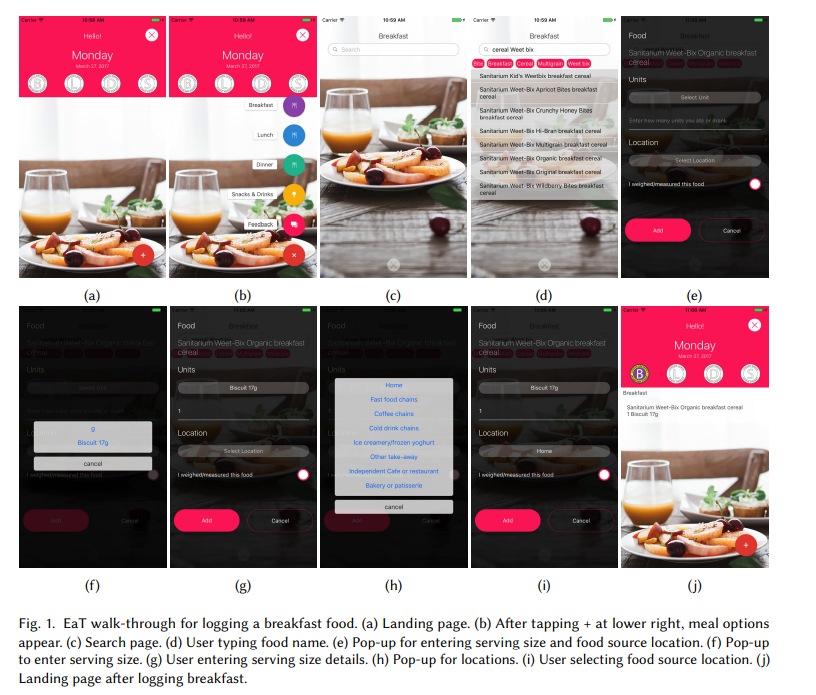 Carrier 10:58 AM
Hello!
Monday
March 27, 2017
B L D S
(a)
Carrier 10:58 AM
Hello!
Monday
March 27, 2017
B L D S
Breakfast
Lunch
Dinner
Snacks & Drinks
Feedback
(b)
Carrier 10:59 AM
Breakfast
Search
(c)
Carrier 10:59 AM
Breakfast
cereal Weet bix
Bite Breakfast Cereal Multigrain Weet bix
Sanitarium Kid's Weetbix breakfast cereal
Sanitarium Weet-Bix Apricot Bites breakfast
cereal
Sanitarium Weet-Bix Crunchy Honey Bites
breakfast cereal
Sanitarium Weet-Bix Hi-Bran breakfast cereal
Sanitarium Weet-Bix Multigrain breakfast cereal
Sanitarium Weet-Bix Organic breakfast cereal
Sanitarium Weet-Bix Original breakfast cereal
Sanitarium Weet-Bix Wildberry Bites breakfast
cereal
(d)
Food
Sanitarium Weet-Bix Organic breakfast
cereal
Units
Select Unit
Enter how many units you ate or drank
Location
Select Location
I weighed/measured this food
Add Cancel
(e)
Food
Sanitarium Weet-Bix Organic breakfast
cereal
Units
g
Biscuit 17g
cancel
I weighed/measured this food
Add Cancel
(f)
Food
Sanitarium Weet-Bix Organic breakfast
cereal
Units
Biscuit 17g
1
Location
Select Location
I weighed/measured this food
Add Cancel
(g)
Food
Home
Fast food chains
Coffee chains
Cold drink chains
Ice creamery/frozen yoghurt
Other take-away
Independent Cafe or restaurant
Bakery or patisserie
cancel
Add Cancel
(h)
Food
Sanitarium Weet-Bix Organic breakfast
cereal
Units
Biscuit 17g
1
Location
Home
I weighed/measured this food
Add Cancel
(i)
Carrier 11:00 AM
Hello!
Monday
March 27, 2017
B L D S
Breakfast
Sanitarium Weet-Bix Organic breakfast cereal
1 Biscuit 17g
(j)
Fig. 1. EaT walk-through for logging a breakfast food. (a) Landing page. (b) After tapping + at lower right, meal options
appear. (c) Search page. (d) User typing food name. (e) Pop-up for entering serving size and food source location. (f) Pop-up
to enter serving size. (g) User entering serving size details. (h) Pop-up for locations. (i) User selecting food source location. (j)
Landing page after logging breakfast.